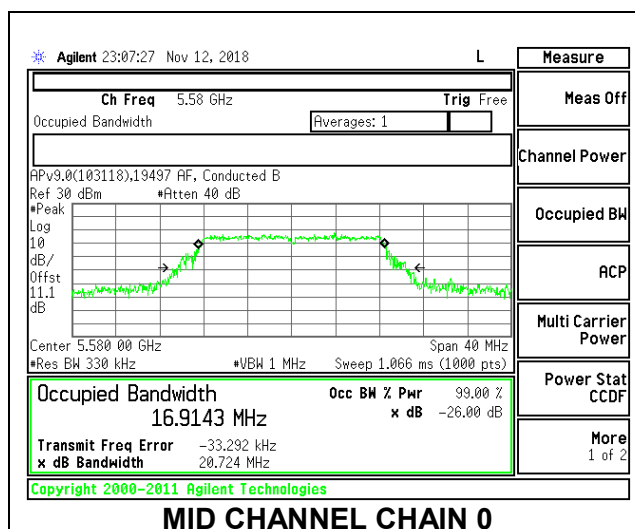 Agilent 23:07:27 Nov 12, 2018 L
Measure
Ch Freq 5.58 GHz Trig Free
Occupied Bandwidth Averages: 1
APv9.0(103118),19497 AF, Conducted B
Ref 30 dBm #Atten 40 dB
#Peak
Log
10
dB/
Offst
11.1
dB
Center 5.580 00 GHz Span 40 MHz
#Res BW 330 kHz #VBW 1 MHz Sweep 1.066 ms (1000 pts)
Occupied Bandwidth Occ BW % Pwr 99.00 %
16.9143 MHz x dB -26.00 dB
Transmit Freq Error -33.292 kHz
x dB Bandwidth 20.724 MHz
Copyright 2000-2011 Agilent Technologies
Meas Off
Channel Power
Occupied BW
ACP
Multi Carrier
Power
Power Stat
CCDF
More
1 of 2
MID CHANNEL CHAIN 0